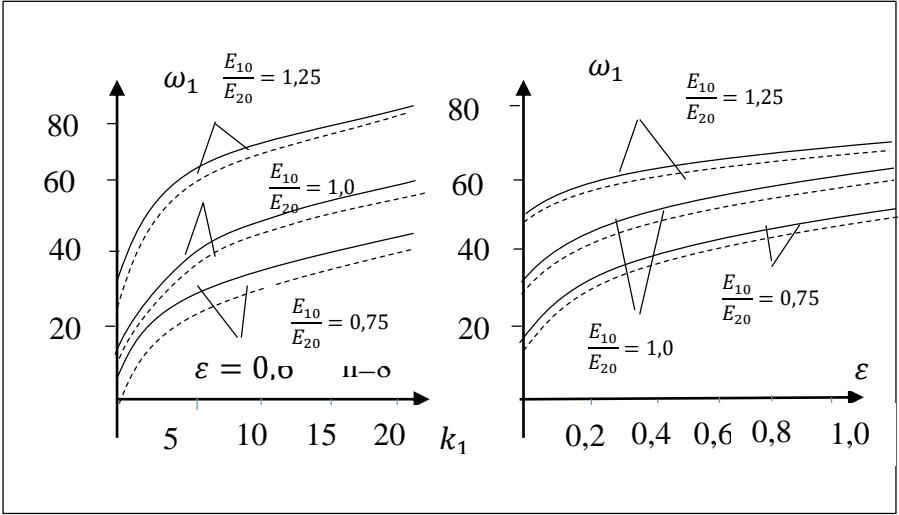 ω₁
E₁₀/E₂₀ = 1,25
80
60
40
20
E₁₀/E₂₀ = 1,0
E₁₀/E₂₀ = 0,75
ε = 0,6
5 10 15 20 k₁
ω₁
E₁₀/E₂₀ = 1,25
80
60
40
20
E₁₀/E₂₀ = 0,75
E₁₀/E₂₀ = 1,0
ε
0,2 0,4 0,6 0,8 1,0